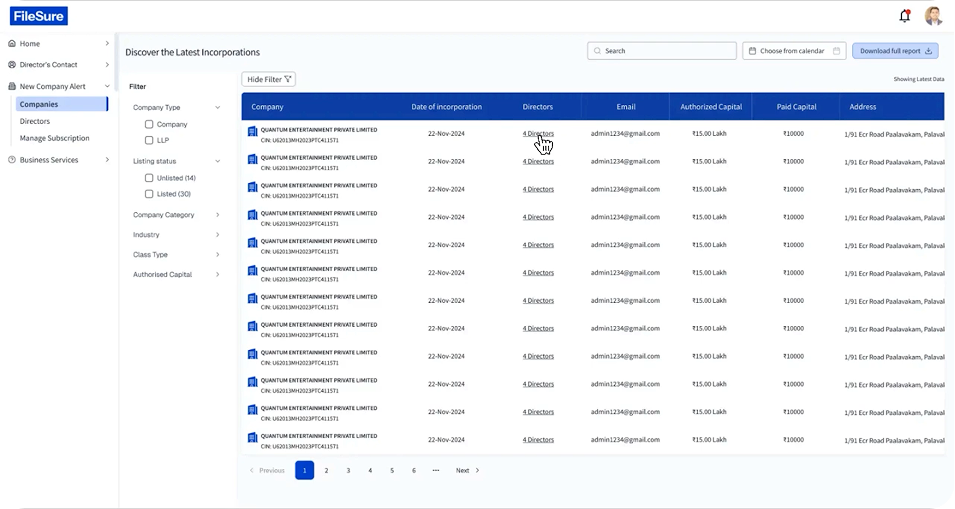 FileSure
Home
Director's Contact
New Company Alert
Companies
Directors
Manage Subscription
Business Services
Discover the Latest Incorporations
Search
Choose from calendar
Download full report
Filter
Company Type
Company
LLP
Listing status
Unlisted (14)
Listed (30)
Company Category
Industry
Class Type
Authorised Capital
Hide Filter
Showing Latest Data
Company Date of incorporation Directors Email Authorized Capital Paid Capital Address
QUANTUM ENTERTAINMENT PRIVATE LIMITED
CIN: U62013MH2023PTC411571
22-Nov-2024 4 Directors admin1234@gmail.com ₹15.00 Lakh ₹10000 1/91 Ecr Road Paalavakam, Palaval
QUANTUM ENTERTAINMENT PRIVATE LIMITED
CIN: U62013MH2023PTC411571
22-Nov-2024 4 Directors admin1234@gmail.com ₹15.00 Lakh ₹10000 1/91 Ecr Road Paalavakam, Palaval
QUANTUM ENTERTAINMENT PRIVATE LIMITED
CIN: U62013MH2023PTC411571
22-Nov-2024 4 Directors admin1234@gmail.com ₹15.00 Lakh ₹10000 1/91 Ecr Road Paalavakam, Palaval
QUANTUM ENTERTAINMENT PRIVATE LIMITED
CIN: U62013MH2023PTC411571
22-Nov-2024 4 Directors admin1234@gmail.com ₹15.00 Lakh ₹10000 1/91 Ecr Road Paalavakam, Palaval
QUANTUM ENTERTAINMENT PRIVATE LIMITED
CIN: U62013MH2023PTC411571
22-Nov-2024 4 Directors admin1234@gmail.com ₹15.00 Lakh ₹10000 1/91 Ecr Road Paalavakam, Palaval
QUANTUM ENTERTAINMENT PRIVATE LIMITED
CIN: U62013MH2023PTC411571
22-Nov-2024 4 Directors admin1234@gmail.com ₹15.00 Lakh ₹10000 1/91 Ecr Road Paalavakam, Palaval
QUANTUM ENTERTAINMENT PRIVATE LIMITED
CIN: U62013MH2023PTC411571
22-Nov-2024 4 Directors admin1234@gmail.com ₹15.00 Lakh ₹10000 1/91 Ecr Road Paalavakam, Palaval
QUANTUM ENTERTAINMENT PRIVATE LIMITED
CIN: U62013MH2023PTC411571
22-Nov-2024 4 Directors admin1234@gmail.com ₹15.00 Lakh ₹10000 1/91 Ecr Road Paalavakam, Palaval
QUANTUM ENTERTAINMENT PRIVATE LIMITED
CIN: U62013MH2023PTC411571
22-Nov-2024 4 Directors admin1234@gmail.com ₹15.00 Lakh ₹10000 1/91 Ecr Road Paalavakam, Palaval
QUANTUM ENTERTAINMENT PRIVATE LIMITED
CIN: U62013MH2023PTC411571
22-Nov-2024 4 Directors admin1234@gmail.com ₹15.00 Lakh ₹10000 1/91 Ecr Road Paalavakam, Palaval
QUANTUM ENTERTAINMENT PRIVATE LIMITED
CIN: U62013MH2023PTC411571
22-Nov-2024 4 Directors admin1234@gmail.com ₹15.00 Lakh ₹10000 1/91 Ecr Road Paalavakam, Palaval
QUANTUM ENTERTAINMENT PRIVATE LIMITED
CIN: U62013MH2023PTC411571
22-Nov-2024 4 Directors admin1234@gmail.com ₹15.00 Lakh ₹10000 1/91 Ecr Road Paalavakam, Palaval
Previous 1 2 3 4 5 6 ••• Next